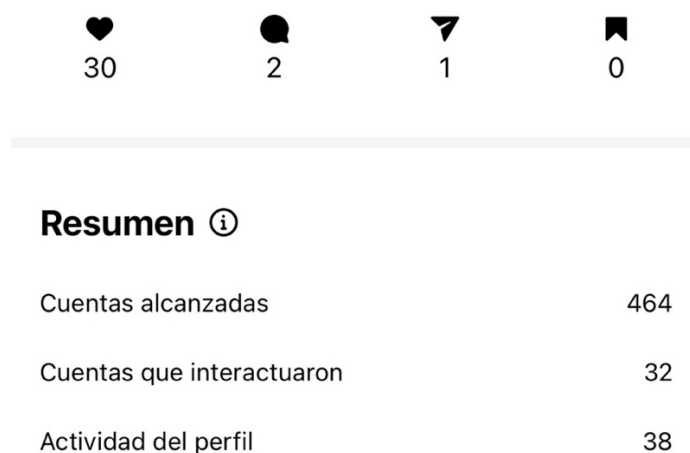 30 2 1 0
Resumen
Cuentas alcanzadas 464
Cuentas que interactuaron 32
Actividad del perfil 38